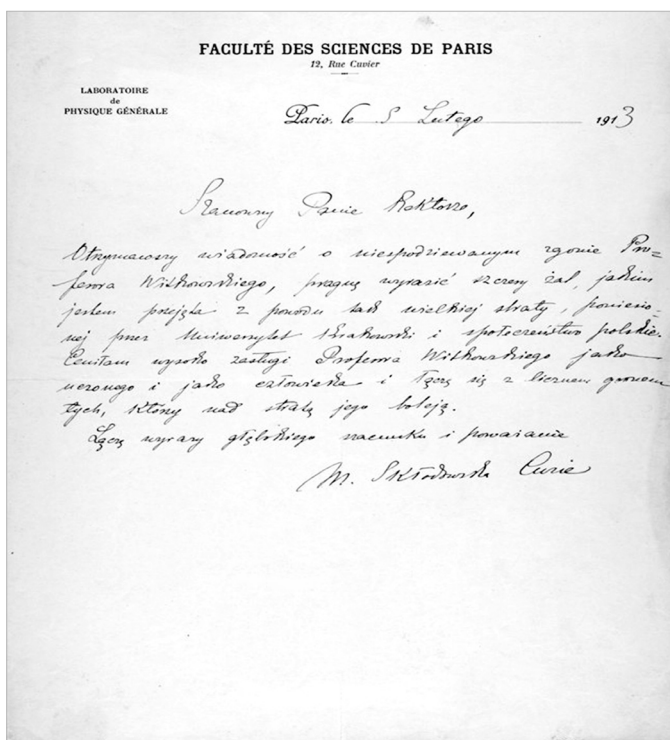 FACULTÉ DES SCIENCES DE PARIS
12, Rue Cuvier
LABORATOIRE
de
PHYSIQUE GÉNÉRALE
Paris, le 5 Lutego 1913
Szanowny Panie Rektorze,
Otrzymawszy wiadomość o niespodziewanym zgonie Pro=
fesora Witkowskiego, pragnę wyrazić szczery żal, jakim
jestem przejęta z powodu tak wielkiej straty, poniesio-
nej przez Uniwersytet Krakowski i społeczeństwo polskie.
Ceniłam wysoko zasługi Profesora Witkowskiego jako
uczonego i jako człowieka i łączę się z licznem gronem
tych, którzy nad stratą jego boleją.
Łączę wyrazy głębokiego szacunku i poważanie
M. Skłodowska Curie